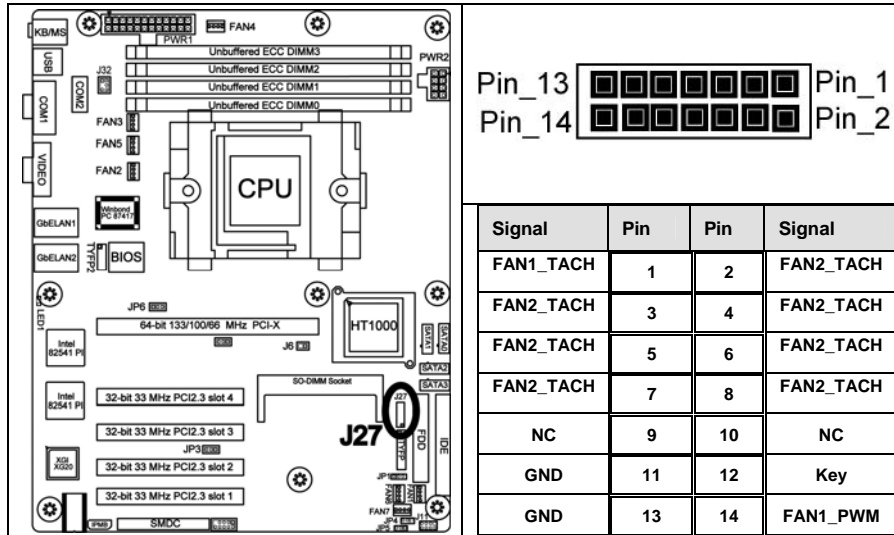 KB/MS
PWR1
FAN4
USB
J32
COM2
Unbuffered ECC DIMM3
Unbuffered ECC DIMM2
Unbuffered ECC DIMM1
Unbuffered ECC DIMM0
PWR2
COM1
FAN3
FAN5
FAN2
VIDEO
CPU
Winbond
PC 87417
GbELAN1
GbELAN2
TYFP2
BIOS
LED1
JP6
64-bit 133/100/66 MHz PCI-X
HT1000
J6
SATA1
SATA0
SATA2
SATA3
Intel
82541 PI
SO-DIMM Socket
Intel
82541 PI
32-bit 33 MHz PCI2.3 slot 4
J27
J27
32-bit 33 MHz PCI2.3 slot 3
JP3
TYFP
FDD
IDE
XGI
XG20
32-bit 33 MHz PCI2.3 slot 2
JP1
32-bit 33 MHz PCI2.3 slot 1
FAN7
IPMB
SMDC
JP4
JP5
J11
Pin_13 Pin_1
Pin_14 Pin_2
Signal Pin Pin Signal
FAN1_TACH 1 2 FAN2_TACH
FAN2_TACH 3 4 FAN2_TACH
FAN2_TACH 5 6 FAN2_TACH
FAN2_TACH 7 8 FAN2_TACH
NC 9 10 NC
GND 11 12 Key
GND 13 14 FAN1_PWM